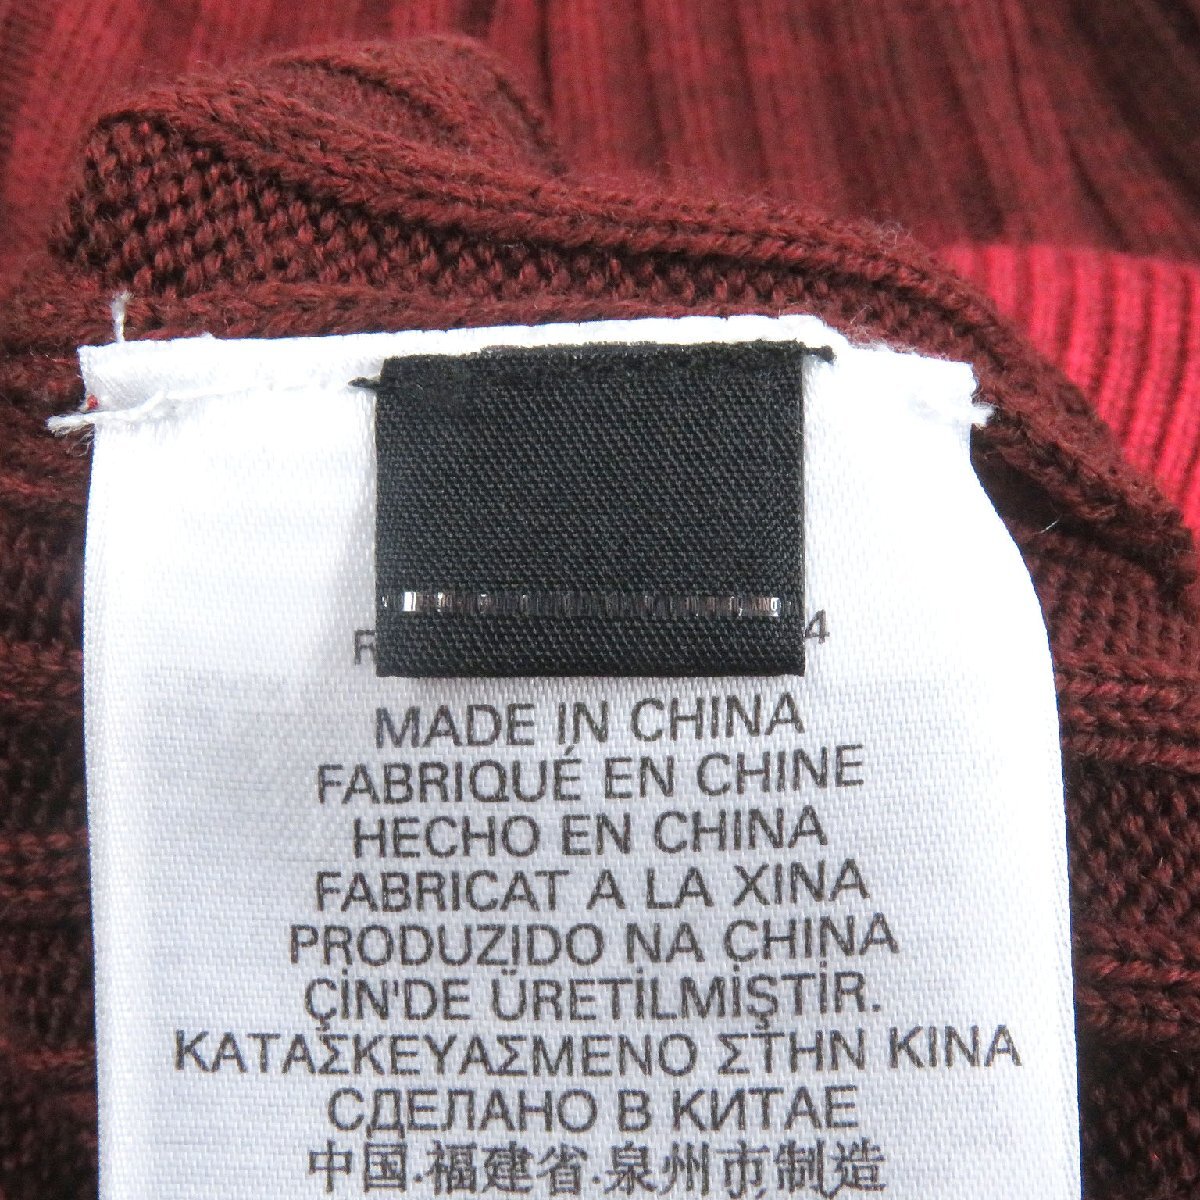 MADE IN CHINA
FABRIQUÉ EN CHINE
HECHO EN CHINA
FABRICAT A LA XINA
PRODUZIDO NA CHINA
ÇİN'DE ÜRETİLMİŞTİR.
ΚΑΤΑΣΚΕΥΑΣΜΕΝΟ ΣΤΗΝ ΚΙΝΑ
СДЕЛАНО В КИТАЕ
中国·福建省·泉州市制造